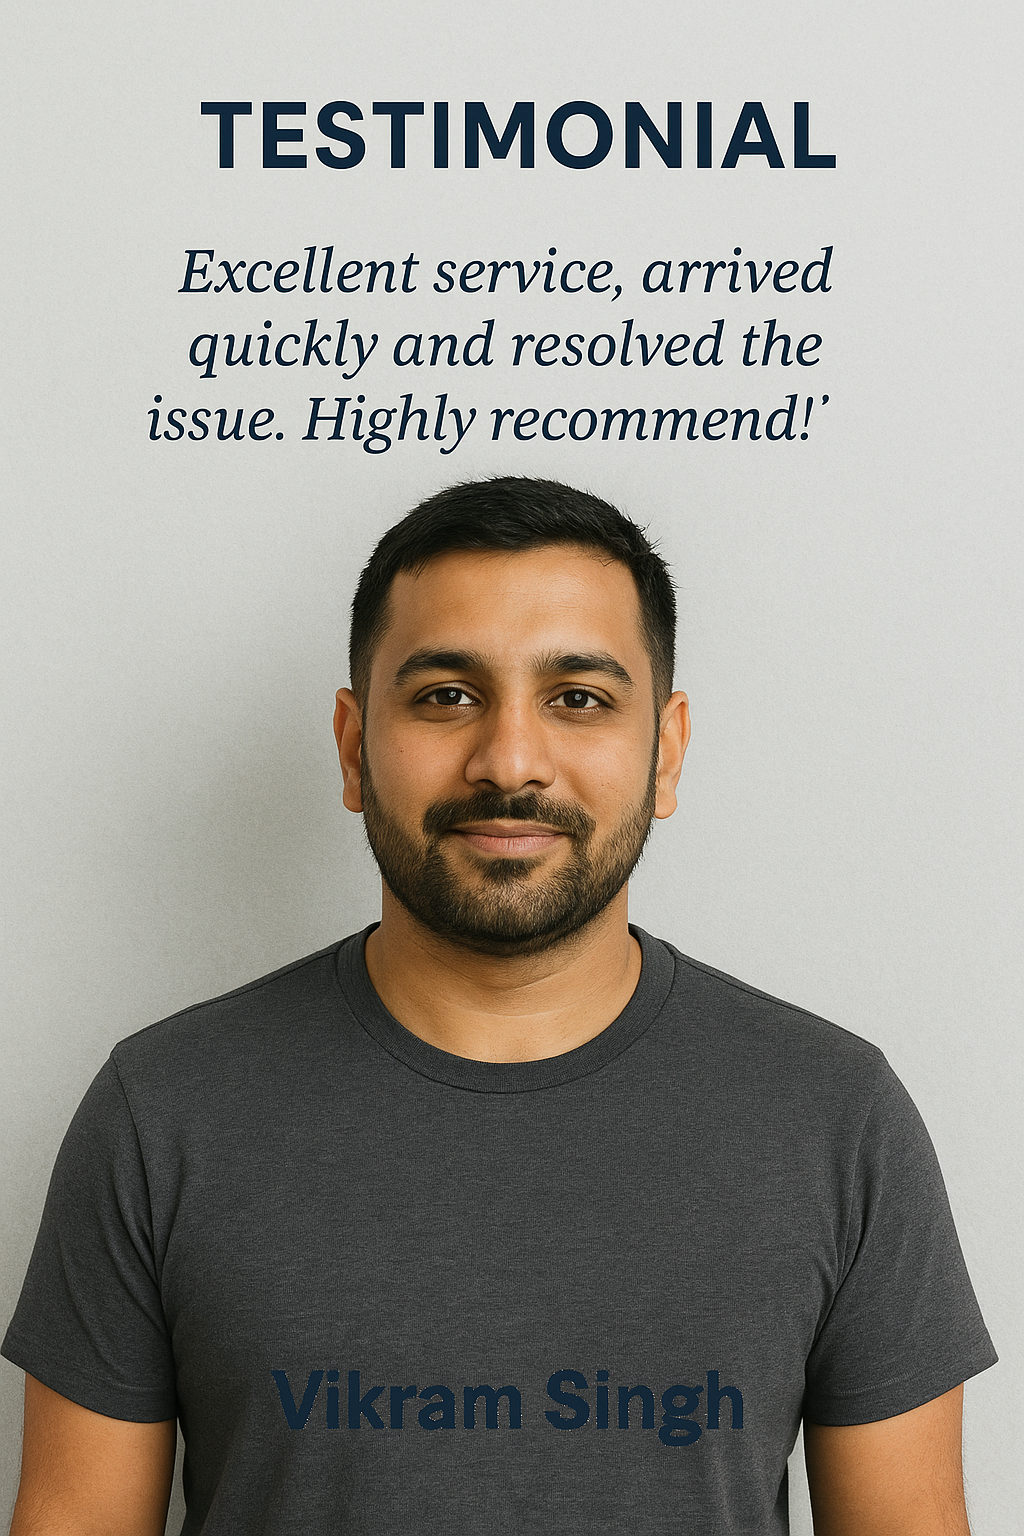 TESTIMONIAL
Excellent service, arrived
quickly and resolved the
issue. Highly recommend!’
Vikram Singh